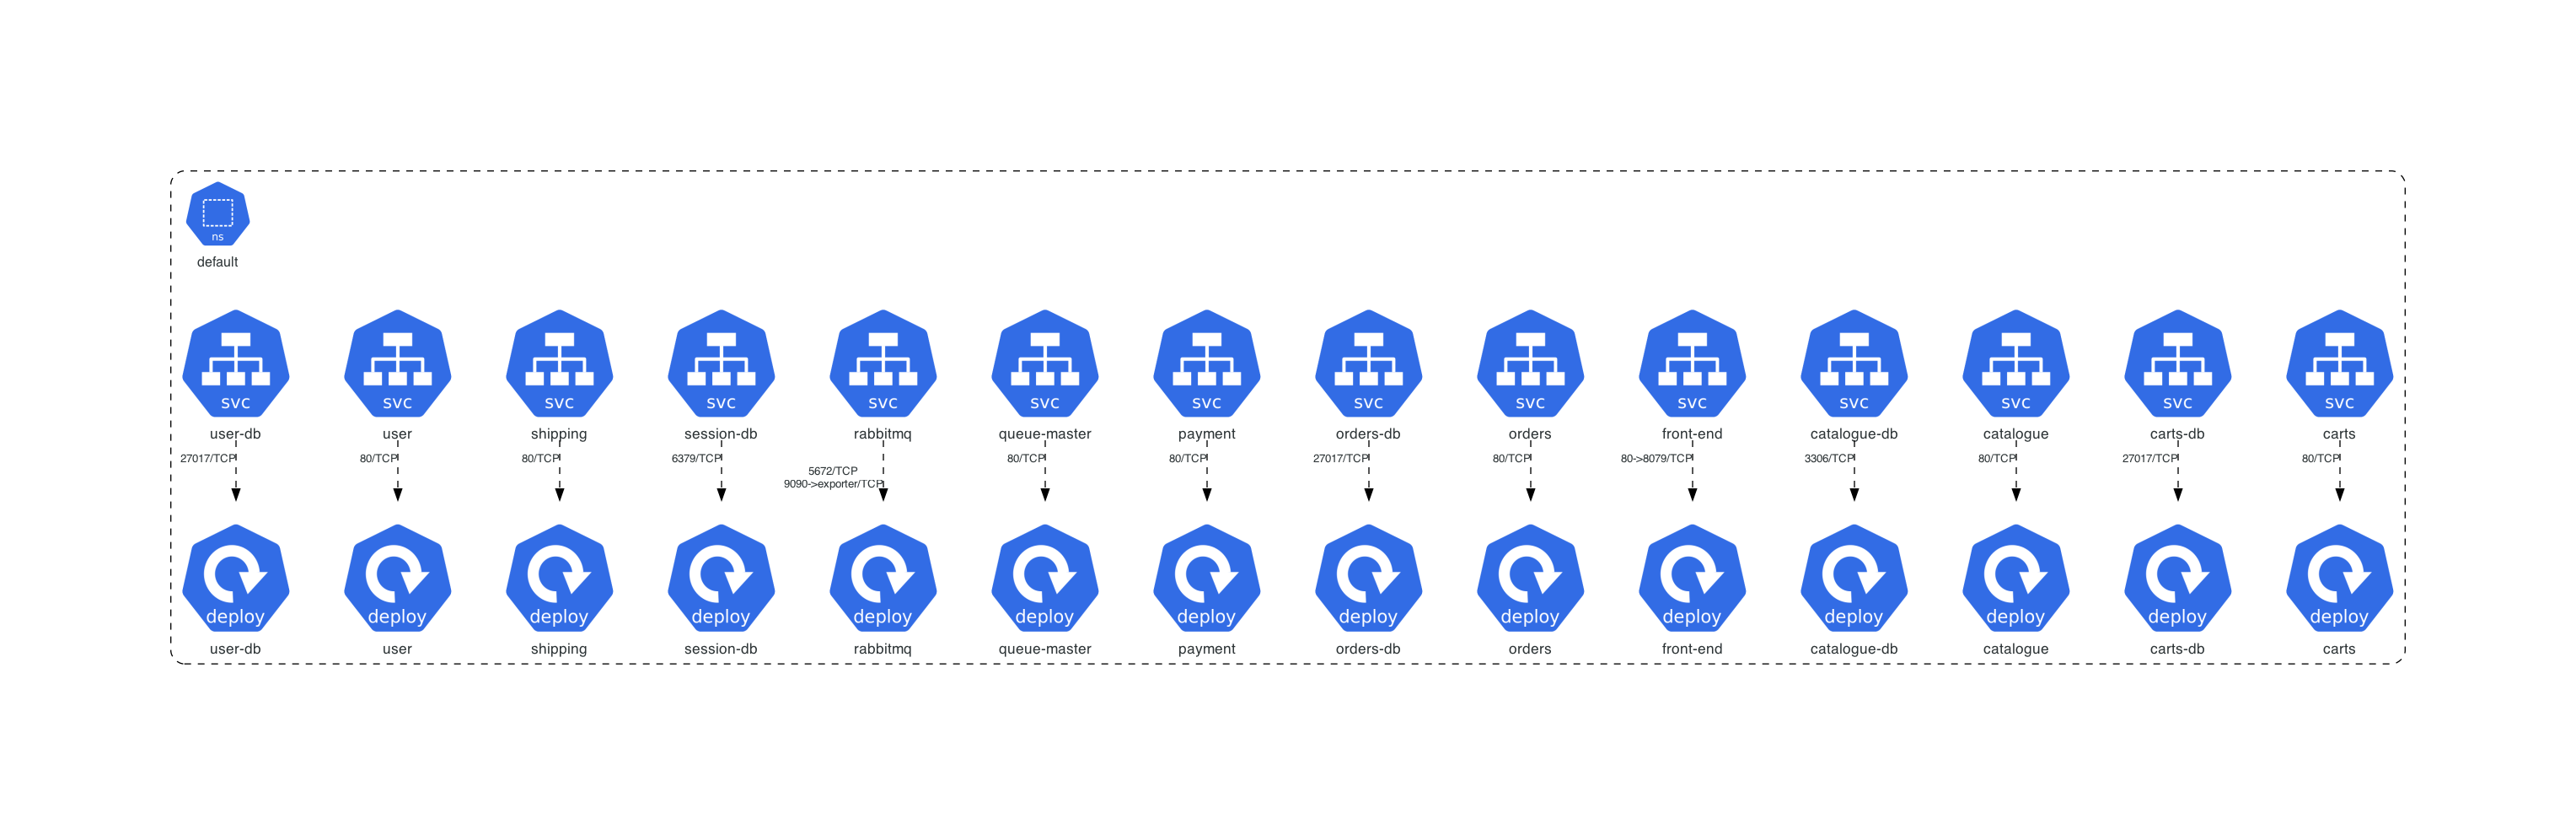 ns
default
svc svc svc svc svc svc svc svc svc svc svc svc svc svc
user-db user shipping session-db rabbitmq queue-master payment orders-db orders front-end catalogue-db catalogue carts-db carts
27017/TCP 80/TCP 80/TCP 6379/TCP 80/TCP 80/TCP 27017/TCP 80/TCP 80->8079/TCP 3306/TCP 80/TCP 27017/TCP 80/TCP
5672/TCP
9090->exporter/TCP
deploy deploy deploy deploy deploy deploy deploy deploy deploy deploy deploy deploy deploy deploy
user-db user shipping session-db rabbitmq queue-master payment orders-db orders front-end catalogue-db catalogue carts-db carts